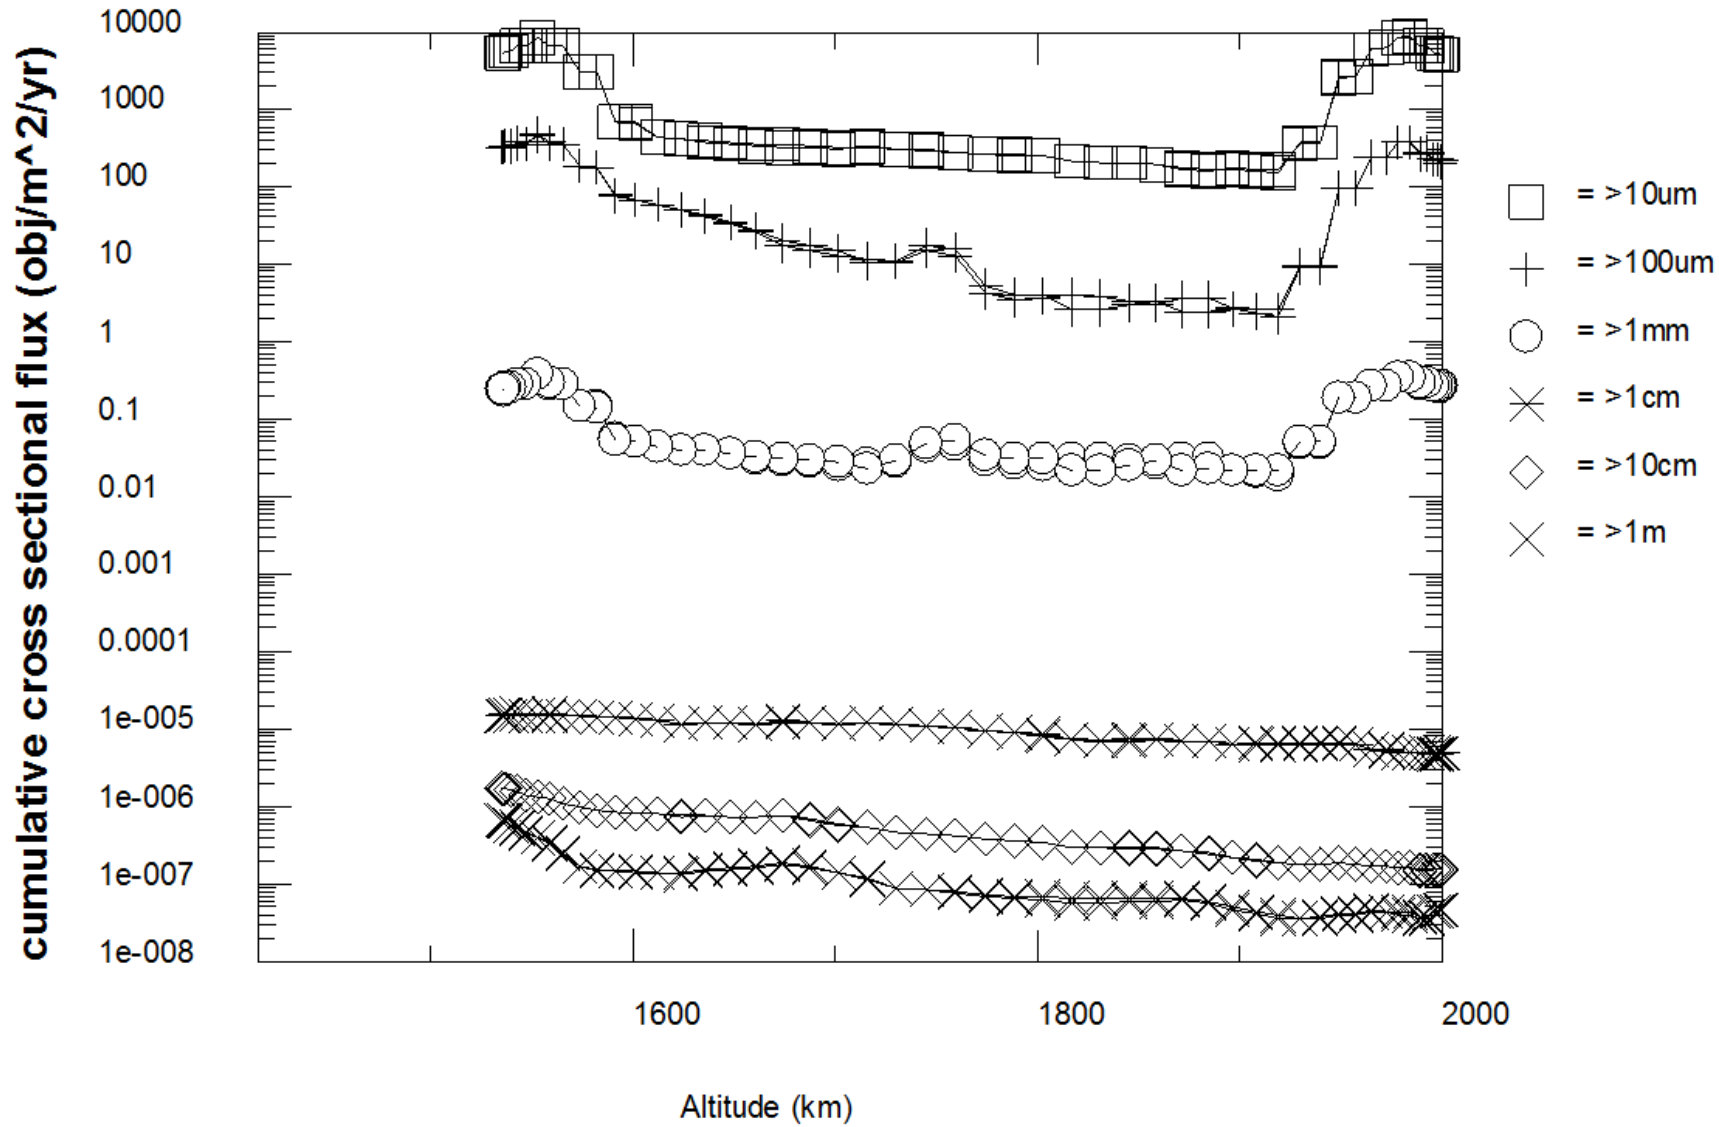 cumulative cross sectional flux (obj/m^2/yr)
10000
1000
100
10
1
0.1
0.01
0.001
0.0001
1e-005
1e-006
1e-007
1e-008
1600
1800
2000
Altitude (km)
= >10um
= >100um
= >1mm
= >1cm
= >10cm
= >1m